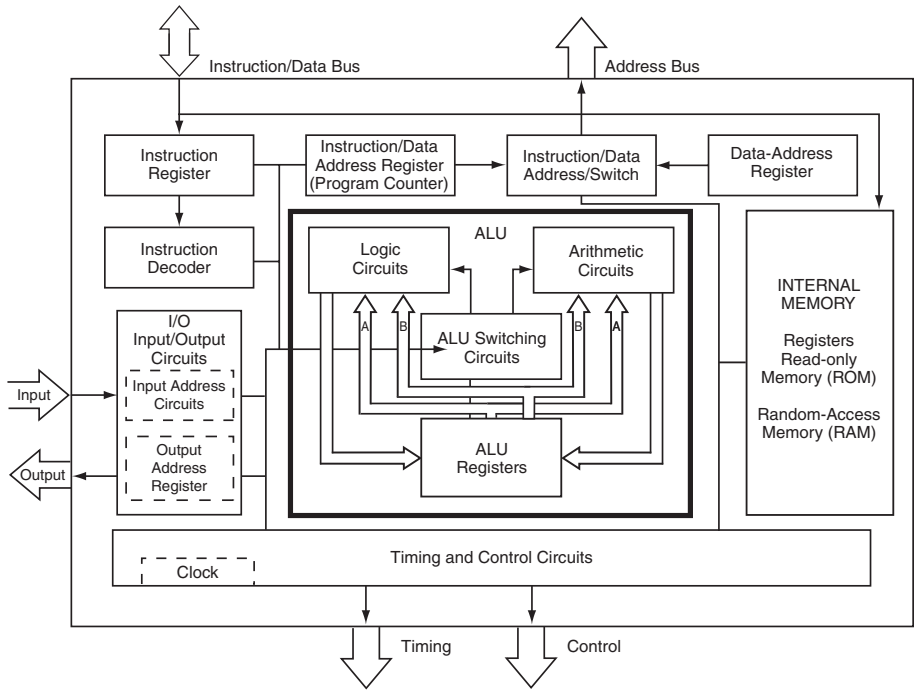 Instruction/Data Bus
Address Bus
Instruction
Register
Instruction/Data
Address Register
(Program Counter)
Instruction/Data
Address/Switch
Data-Address
Register
Instruction
Decoder
ALU
Logic
Circuits
Arithmetic
Circuits
A
B
B
A
ALU Switching
Circuits
ALU
Registers
I/O
Input/Output
Circuits
Input Address
Circuits
Output
Address
Register
Input
Output
INTERNAL
MEMORY
Registers
Read-only
Memory (ROM)
Random-Access
Memory (RAM)
Timing and Control Circuits
Clock
Timing
Control